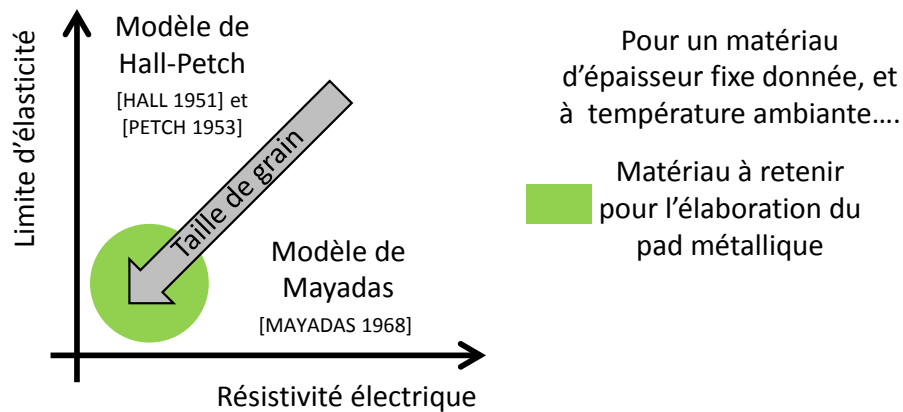 Limite d'élasticité
Modèle de
Hall-Petch
[HALL 1951] et
[PETCH 1953]
Taille de grain
Modèle de
Mayadas
[MAYADAS 1968]
Résistivité électrique
Pour un matériau
d'épaisseur fixe donnée, et
à température ambiante....
Matériau à retenir
pour l'élaboration du
pad métallique